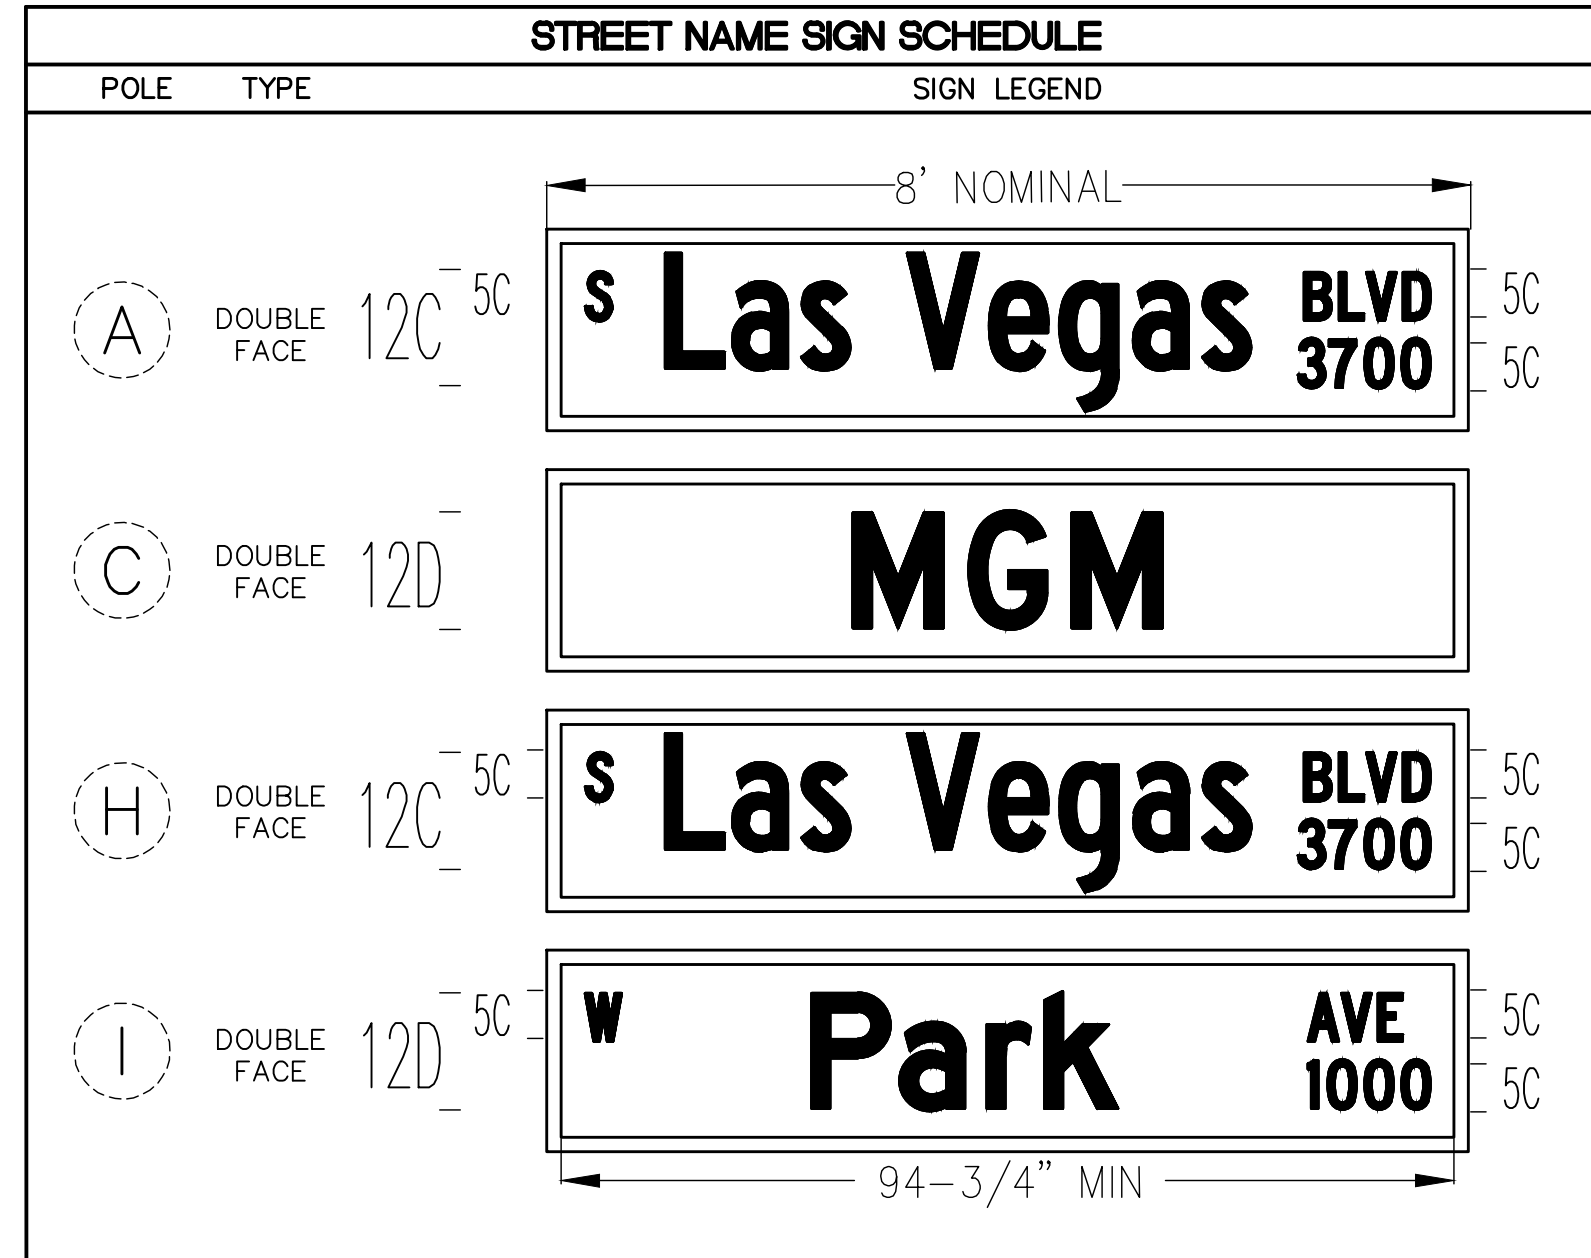 STREET NAME SIGN SCHEDULE
POLE TYPE SIGN LEGEND
8' NOMINAL
A DOUBLE FACE 12C 5C S Las Vegas BLVD 3700 5C 5C
C DOUBLE FACE 12D MGM
H DOUBLE FACE 12C 5C S Las Vegas BLVD 3700 5C 5C
I DOUBLE FACE 12D 5C W Park AVE 1000 5C 5C
94-3/4" MIN